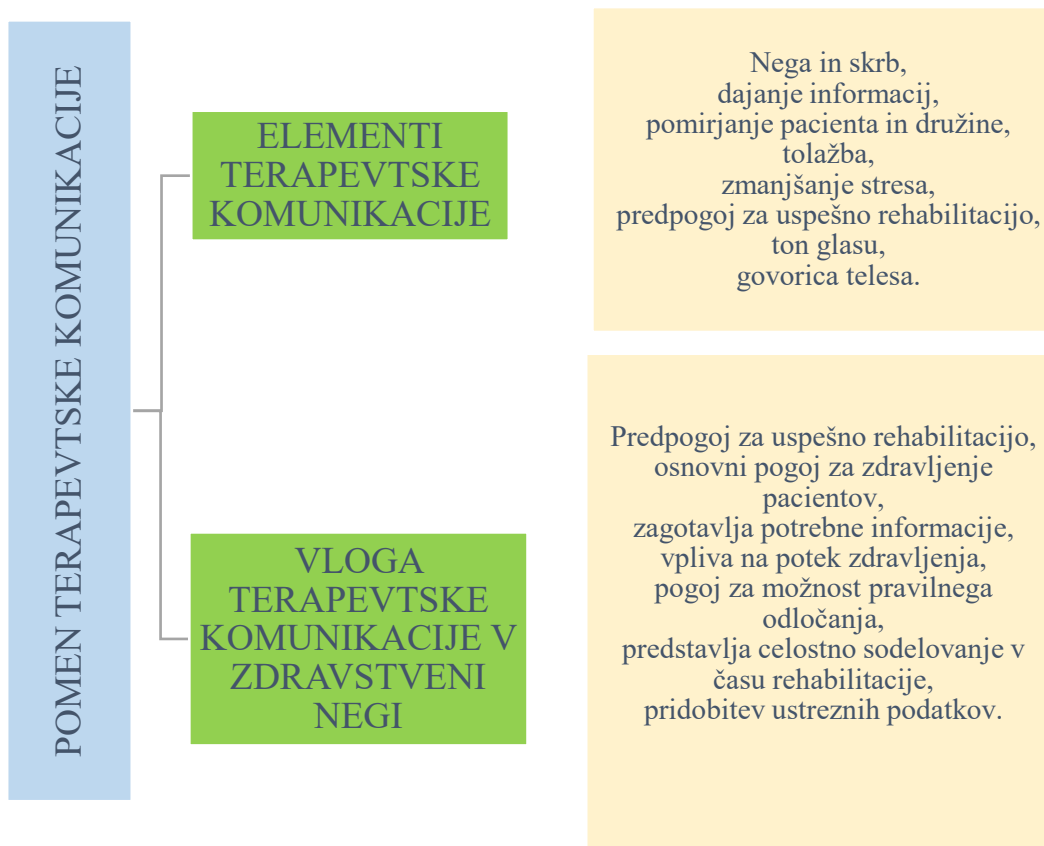 POMEN TERAPEVTSKE KOMUNIKACIJE
ELEMENTI
TERAPEVTSKE
KOMUNIKACIJE
Nega in skrb,
dajanje informacij,
pomirjanje pacienta in družine,
tolažba,
zmanjšanje stresa,
predpogoj za uspešno rehabilitacijo,
ton glasu,
govorica telesa.
VLOGA
TERAPEVTSKE
KOMUNIKACIJE V
ZDRAVSTVENI
NEGI
Predpogoj za uspešno rehabilitacijo,
osnovni pogoj za zdravljenje
pacientov,
zagotavlja potrebne informacije,
vpliva na potek zdravljenja,
pogoj za možnost pravilnega
odločanja,
predstavlja celostno sodelovanje v
času rehabilitacije,
pridobitev ustreznih podatkov.